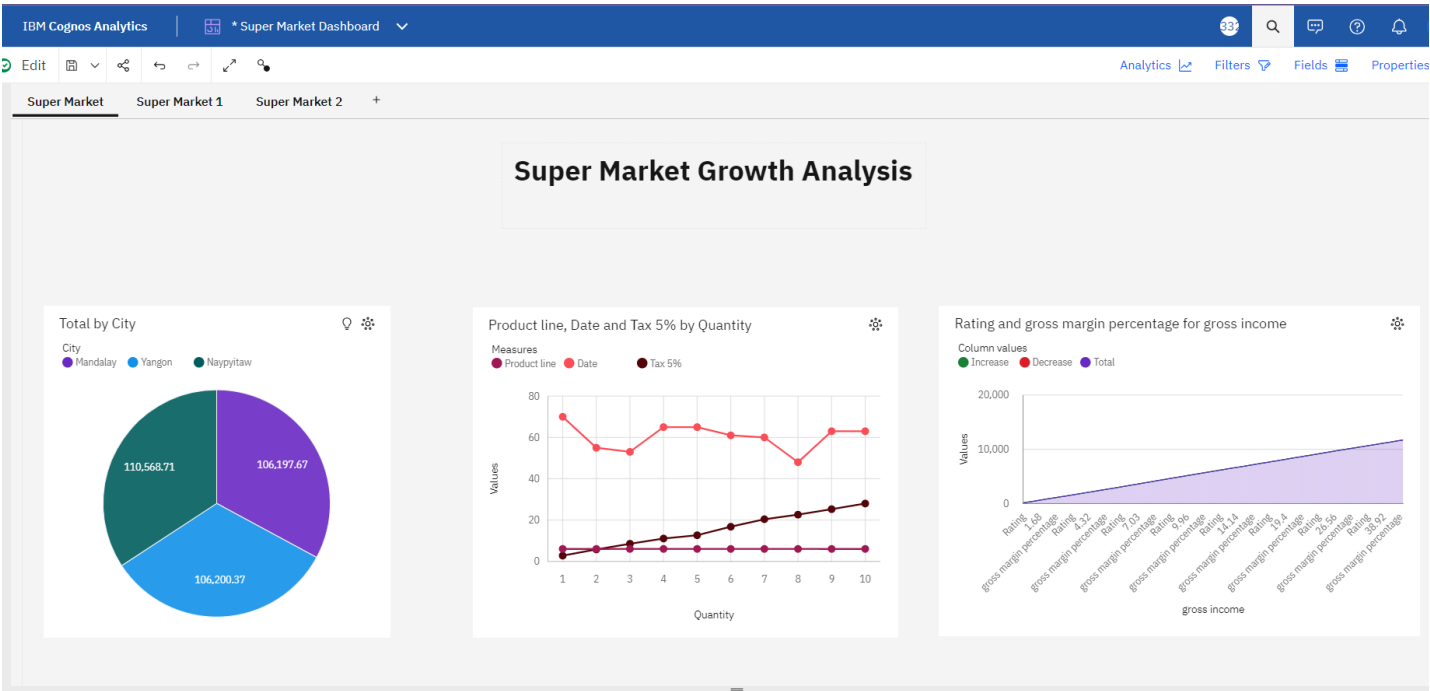 IBM Cognos Analytics
* Super Market Dashboard
332
Edit
Analytics
Filters
Fields
Properties
Super Market
Super Market 1
Super Market 2
+
Super Market Growth Analysis
Total by City
City
Mandalay
Yangon
Naypyitaw
110,568.71
106,197.67
106,200.37
Product line, Date and Tax 5% by Quantity
Measures
Product line
Date
Tax 5%
80
60
40
20
0
Values
1 2 3 4 5 6 7 8 9 10
Quantity
Rating and gross margin percentage for gross income
Column values
Increase
Decrease
Total
20,000
10,000
0
Values
Rating
1.68
gross margin percentage
Rating
4.32
gross margin percentage
Rating
7.03
gross margin percentage
Rating
9.96
gross margin percentage
Rating
14.14
gross margin percentage
Rating
19.4
gross margin percentage
Rating
26.56
gross margin percentage
Rating
38.92
gross margin percentage
gross income